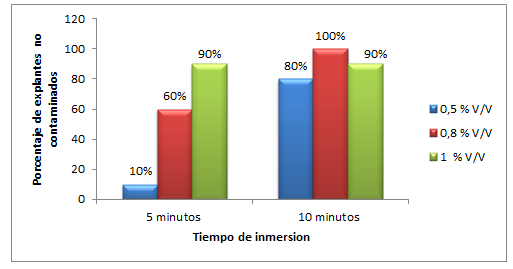 Porcentaje de explantes no
contaminados
120
100
80
60
40
20
0
10%
60%
90%
80%
100%
90%
5 minutos
10 minutos
Tiempo de inmersion
0,5 % V/V
0,8 % V/V
1 % V/V